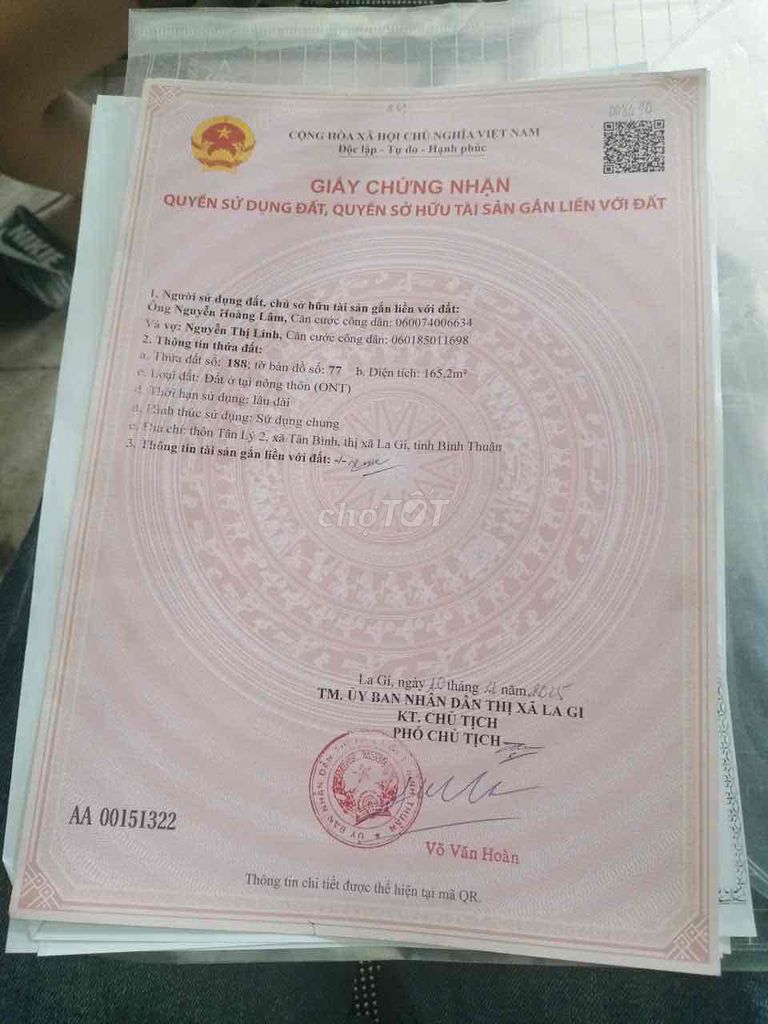 CỘNG HÒA XÃ HỘI CHỦ NGHĨA VIỆT NAM
Độc lập - Tự do - Hạnh phúc
GIẤY CHỨNG NHẬN
QUYỀN SỬ DỤNG ĐẤT, QUYỀN SỞ HỮU TÀI SẢN GẮN LIỀN VỚI ĐẤT
1. Người sử dụng đất, chủ sở hữu tài sản gắn liền với đất:
Ông Nguyễn Hoàng Lâm, Căn cước công dân: 060074006634
Và vợ: Nguyễn Thị Linh, Căn cước công dân: 060185011698
2. Thông tin thửa đất:
a. Thửa đất số: 188; tờ bản đồ số: 77 b. Diện tích: 165.2m²
c. Loại đất: Đất ở tại nông thôn (ONT)
d. Thời hạn sử dụng: lâu dài
đ. Hình thức sử dụng: Sử dụng chung
e. Địa chỉ: thôn Tân Lý 2, xã Tân Bình, thị xã La Gi, tỉnh Bình Thuận
3. Thông tin tài sản gắn liền với đất: -/-
chợTỐT
La Gi, ngày 10 tháng năm 2025
TM. ỦY BAN NHÂN DÂN THỊ XÃ LA GI
KT. CHỦ TỊCH
PHÓ CHỦ TỊCH
AA 00151322
Võ Văn Hoàn
Thông tin chi tiết được thể hiện tại mã QR.